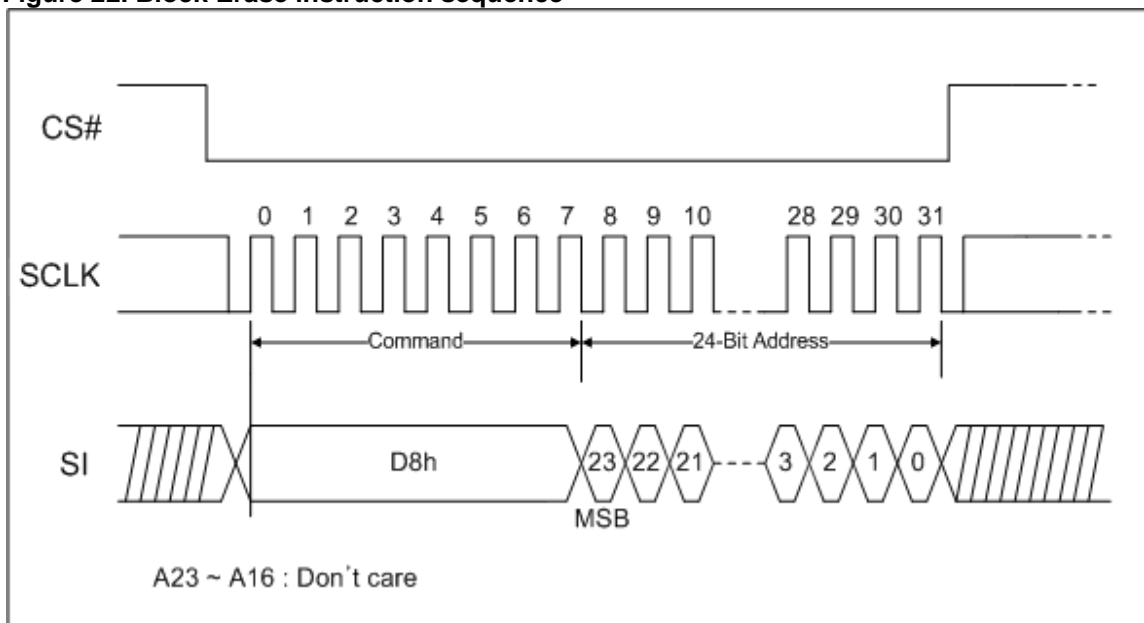 Figure 22. Block Erase instruction sequence
CS#
0 1 2 3 4 5 6 7 8 9 10 28 29 30 31
SCLK
Command 24-Bit Address
SI D8h 23 22 21 3 2 1 0
MSB
A23 ~ A16 : Don't care